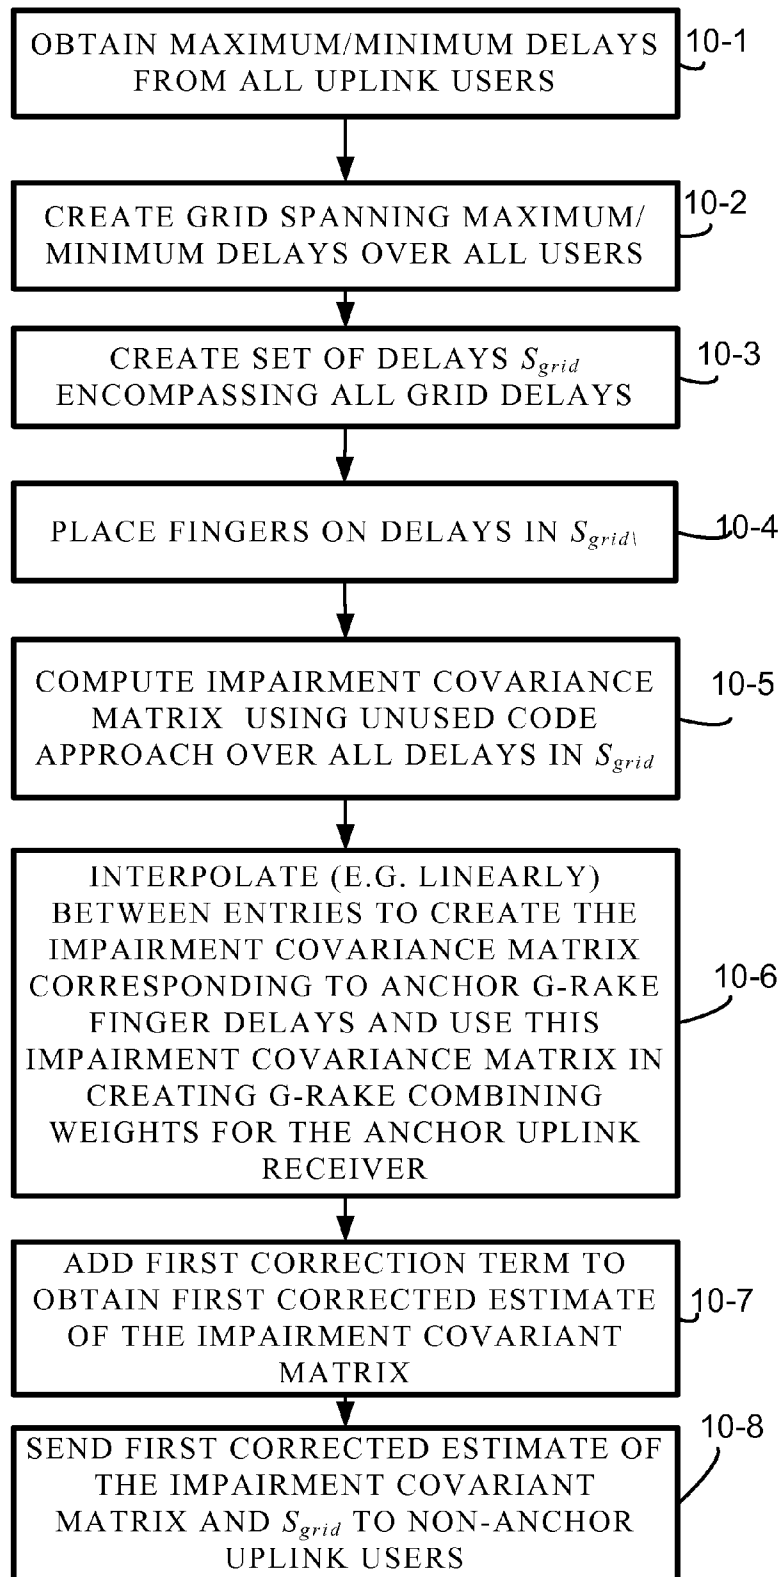 OBTAIN MAXIMUM/MINIMUM DELAYS
FROM ALL UPLINK USERS
10-1
CREATE GRID SPANNING MAXIMUM/
MINIMUM DELAYS OVER ALL USERS
10-2
CREATE SET OF DELAYS Sgrid
ENCOMPASSING ALL GRID DELAYS
10-3
PLACE FINGERS ON DELAYS IN Sgrid\
10-4
COMPUTE IMPAIRMENT COVARIANCE
MATRIX USING UNUSED CODE
APPROACH OVER ALL DELAYS IN Sgrid
10-5
INTERPOLATE (E.G. LINEARLY)
BETWEEN ENTRIES TO CREATE THE
IMPAIRMENT COVARIANCE MATRIX
CORRESPONDING TO ANCHOR G-RAKE
FINGER DELAYS AND USE THIS
IMPAIRMENT COVARIANCE MATRIX IN
CREATING G-RAKE COMBINING
WEIGHTS FOR THE ANCHOR UPLINK
RECEIVER
10-6
ADD FIRST CORRECTION TERM TO
OBTAIN FIRST CORRECTED ESTIMATE
OF THE IMPAIRMENT COVARIANT
MATRIX
10-7
SEND FIRST CORRECTED ESTIMATE OF
THE IMPAIRMENT COVARIANT
MATRIX AND Sgrid TO NON-ANCHOR
UPLINK USERS
10-8